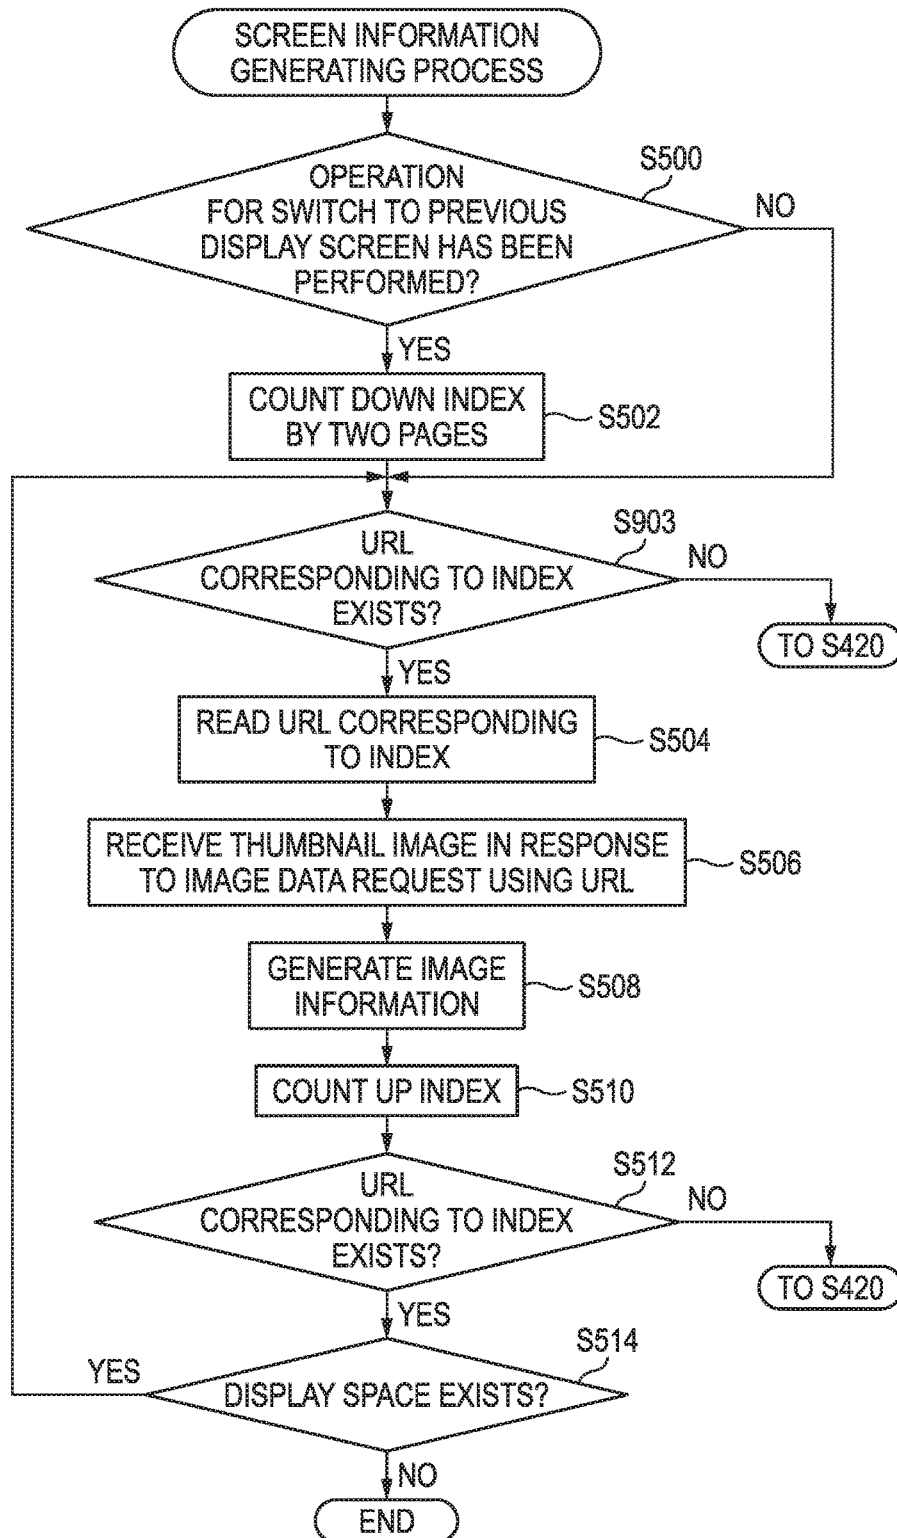 SCREEN INFORMATION
GENERATING PROCESS
S500
OPERATION
FOR SWITCH TO PREVIOUS
DISPLAY SCREEN HAS BEEN
PERFORMED?
NO
YES
COUNT DOWN INDEX
BY TWO PAGES
S502
S903
URL
CORRESPONDING TO INDEX
EXISTS?
NO
TO S420
YES
READ URL CORRESPONDING
TO INDEX
S504
RECEIVE THUMBNAIL IMAGE IN RESPONSE
TO IMAGE DATA REQUEST USING URL
S506
GENERATE IMAGE
INFORMATION
S508
COUNT UP INDEX
S510
S512
URL
CORRESPONDING TO INDEX
EXISTS?
NO
TO S420
YES
S514
YES
DISPLAY SPACE EXISTS?
NO
END